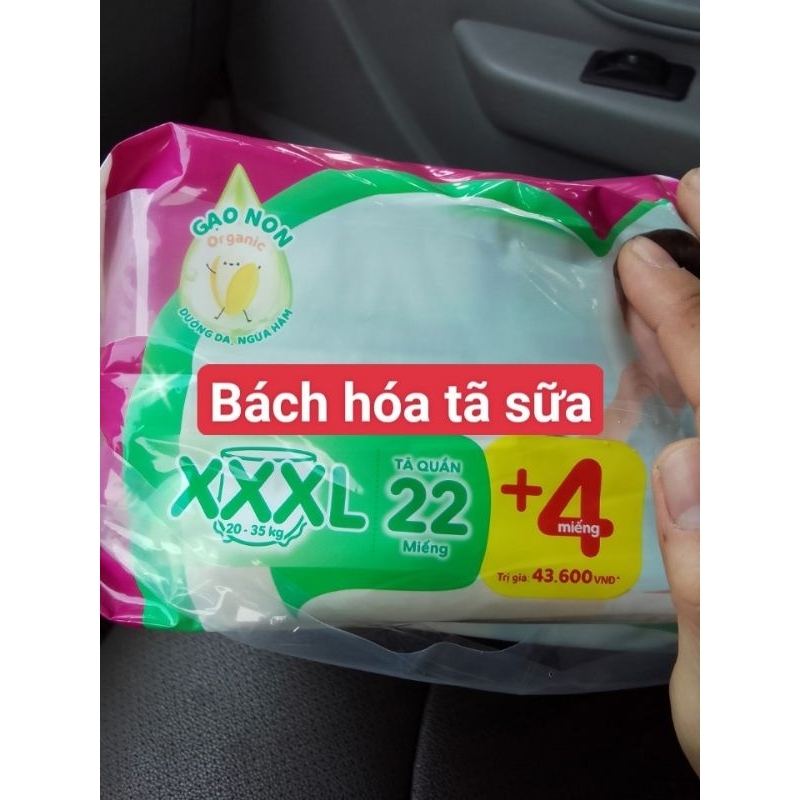 GẠO NON
Organic
DƯỠNG DA, NGỪA HĂM
Bách hóa tã sữa
XXXL
20 - 35 kg
TÃ QUẦN
22
Miếng
+4
miếng
Trị giá: 43.600 VNĐ*